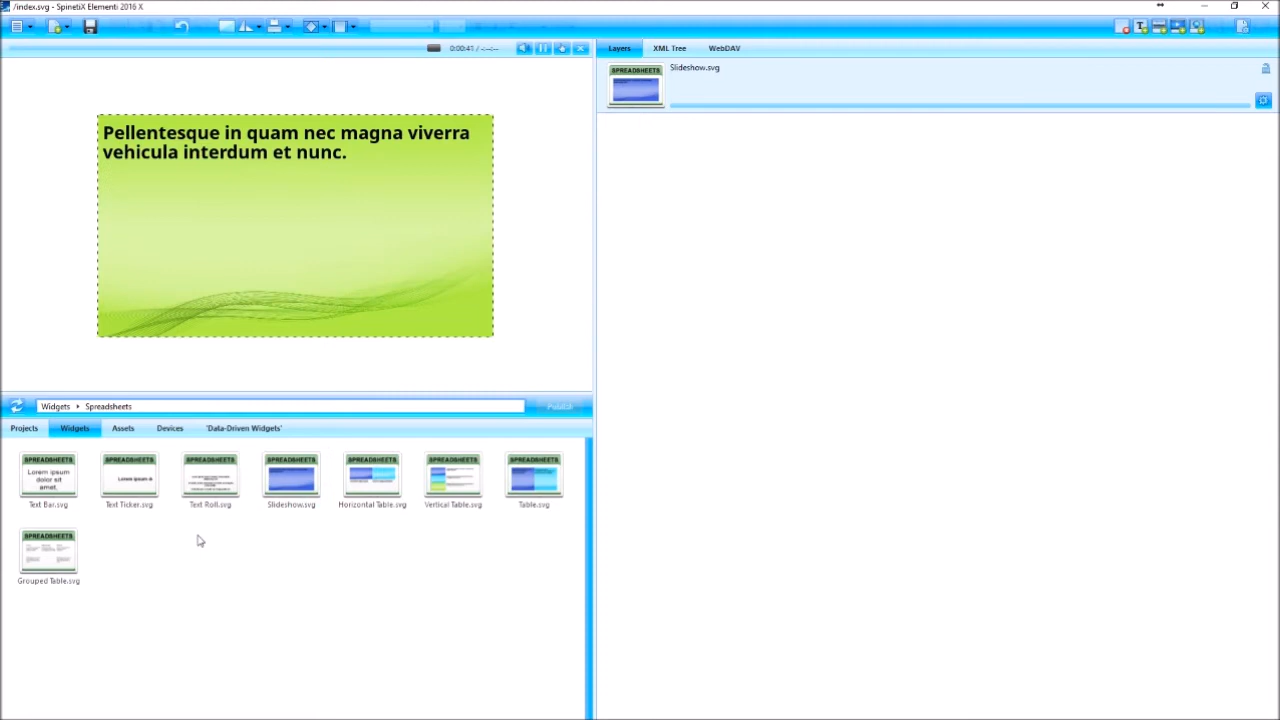 /index.svg - SpinetiX Elementi 2016 X
0:00:41 / -:--:--
Layers
XML Tree
WebDAV
SPREADSHEETS
Slideshow.svg
Pellentesque in quam nec magna viverra
vehicula interdum et nunc.
Widgets
Spreadsheets
Publish
Projects
Widgets
Assets
Devices
'Data-Driven Widgets'
SPREADSHEETS
Lorem ipsum
dolor sit
amet,
Text Bar.svg
SPREADSHEETS
Lorem ipsum d
Text Ticker.svg
SPREADSHEETS
Text Roll.svg
SPREADSHEETS
Slideshow.svg
SPREADSHEETS
Horizontal Table.svg
SPREADSHEETS
Vertical Table.svg
SPREADSHEETS
Table.svg
SPREADSHEETS
Grouped Table.svg